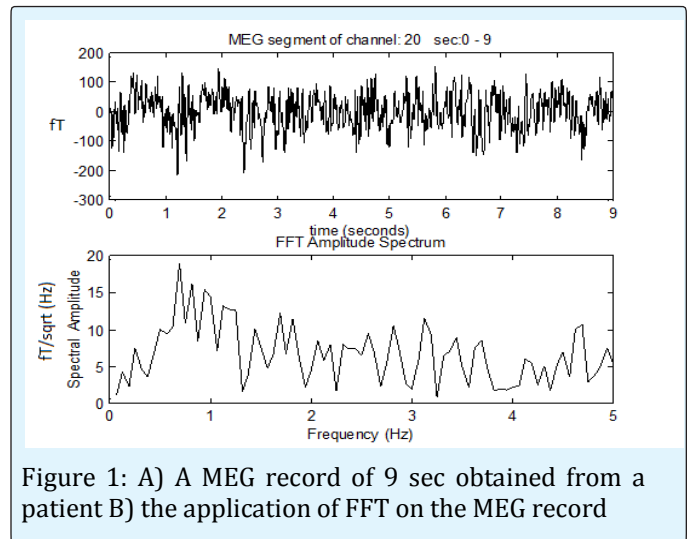 MEG segment of channel: 20 sec:0 - 9
200
100
0
-100
-200
-300
fT
0 1 2 3 4 5 6 7 8 9
time (seconds)
FFT Amplitude Spectrum
20
15
10
5
0
fT/sqrt (Hz)
Spectral Amplitude
0 1 2 3 4 5
Frequency (Hz)
Figure 1: A) A MEG record of 9 sec obtained from a
patient B) the application of FFT on the MEG record